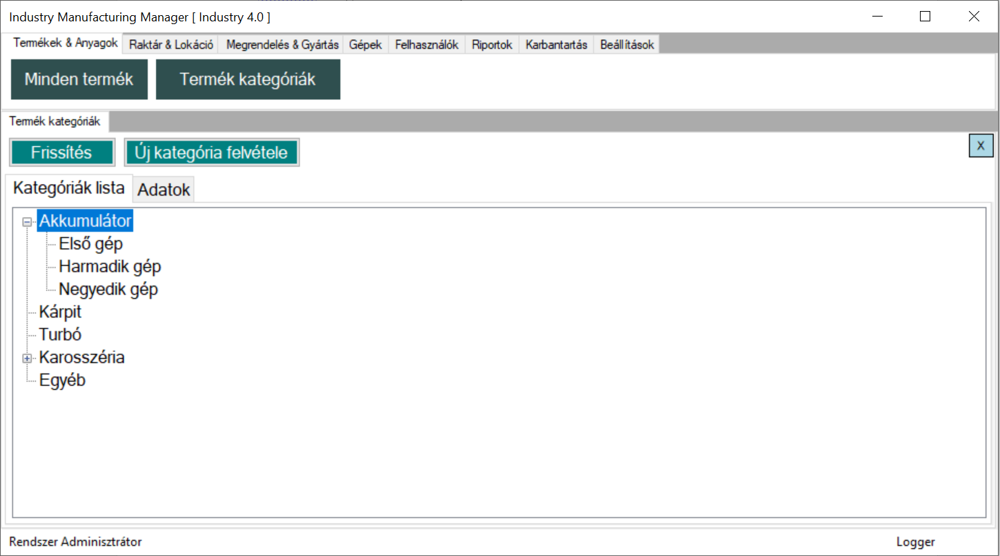 Industry Manufacturing Manager [ Industry 4.0 ]
Termékek & Anyagok Raktár & Lokáció Megrendelés & Gyártás Gépek Felhasználók Riportok Karbantartás Beállítások
Minden termék Termék kategóriák
Termék kategóriák
Frissítés Új kategória felvétele X
Kategóriák lista Adatok
Akkumulátor
Első gép
Harmadik gép
Negyedik gép
Kárpit
Turbó
Karosszéria
Egyéb
Rendszer Adminisztrátor Logger